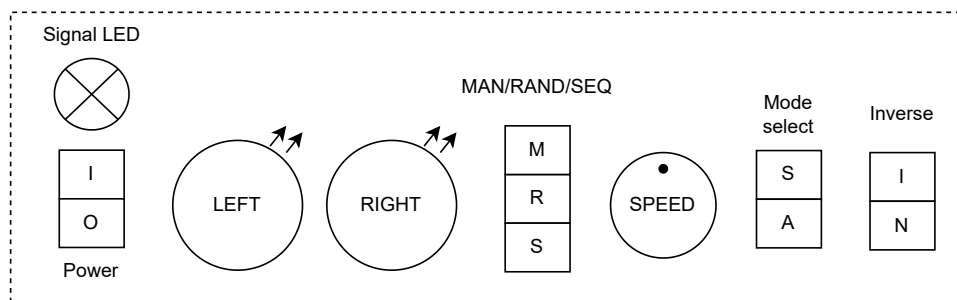 Signal LED
I
O
Power
LEFT
RIGHT
MAN/RAND/SEQ
M
R
S
SPEED
Mode
select
S
A
Inverse
I
N